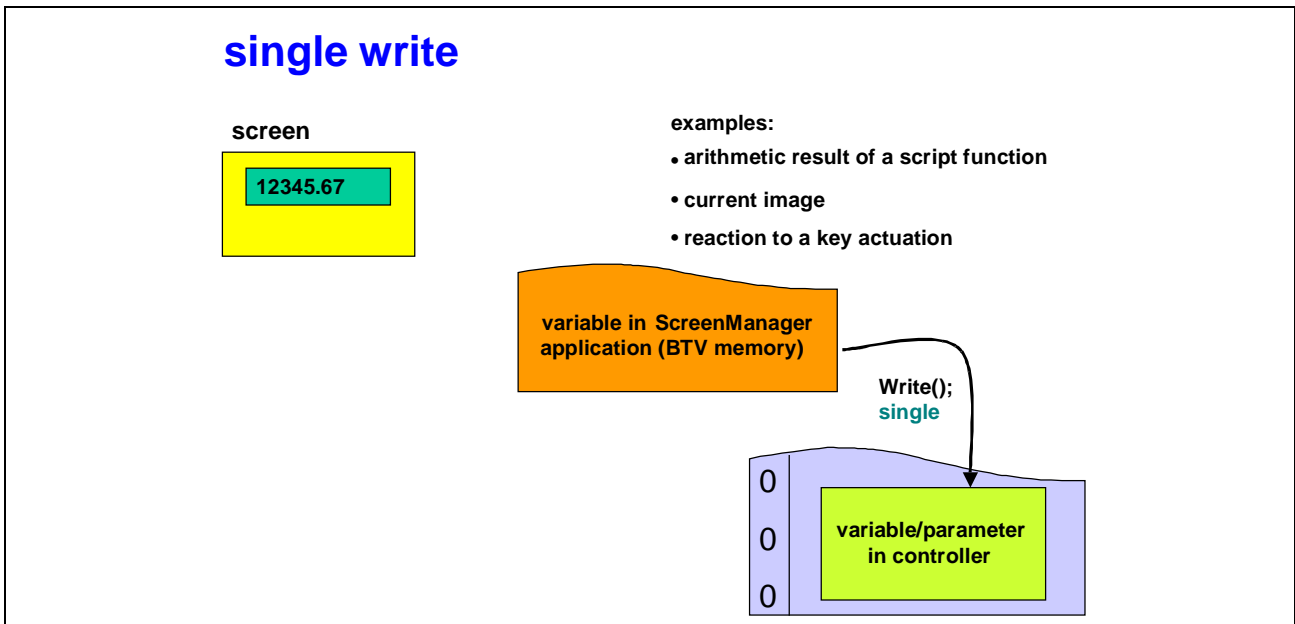 single write
screen
12345.67
examples:
• arithmetic result of a script function
• current image
• reaction to a key actuation
variable in ScreenManager
application (BTV memory)
Write();
single
0
0
0
variable/parameter
in controller